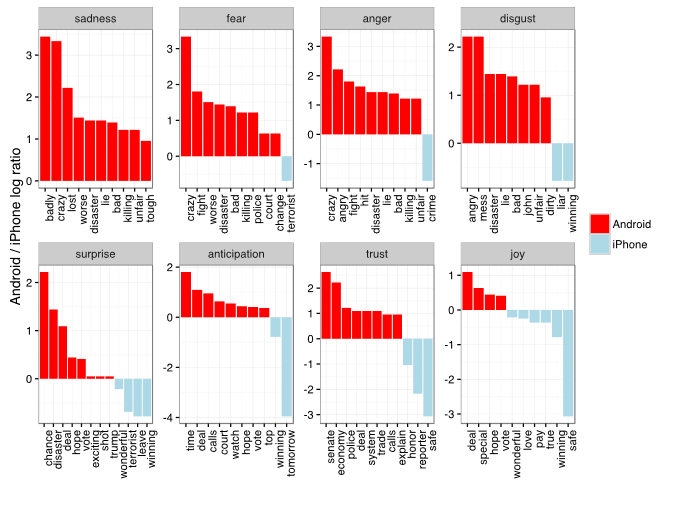 sadness fear anger disgust
3 3 3 2
2 2 2 1
1 1 1 0
0 0 0
-1
badly crazy lost worse disaster lie bad killing unfair tough
crazy fight worse disaster bad killing police court change terrorist
crazy angry fight hit disaster lie bad killing unfair crime
angry mess disaster lie bad john unfair dirty liar winning
Android / iPhone log ratio
Android
iPhone
surprise anticipation trust joy
2 2 2 1
1 0 1 0
0 -2 0 -1
-4 -1 -2
-2 -3
-3
chance disaster deal hope vote exciting shot trump wonderful terrorist leave winning
time deal calls court watch hope vote top winning tomorrow
senate economy police deal system trade calls explain honor reporter safe
deal special hope vote wonderful love pay true winning safe